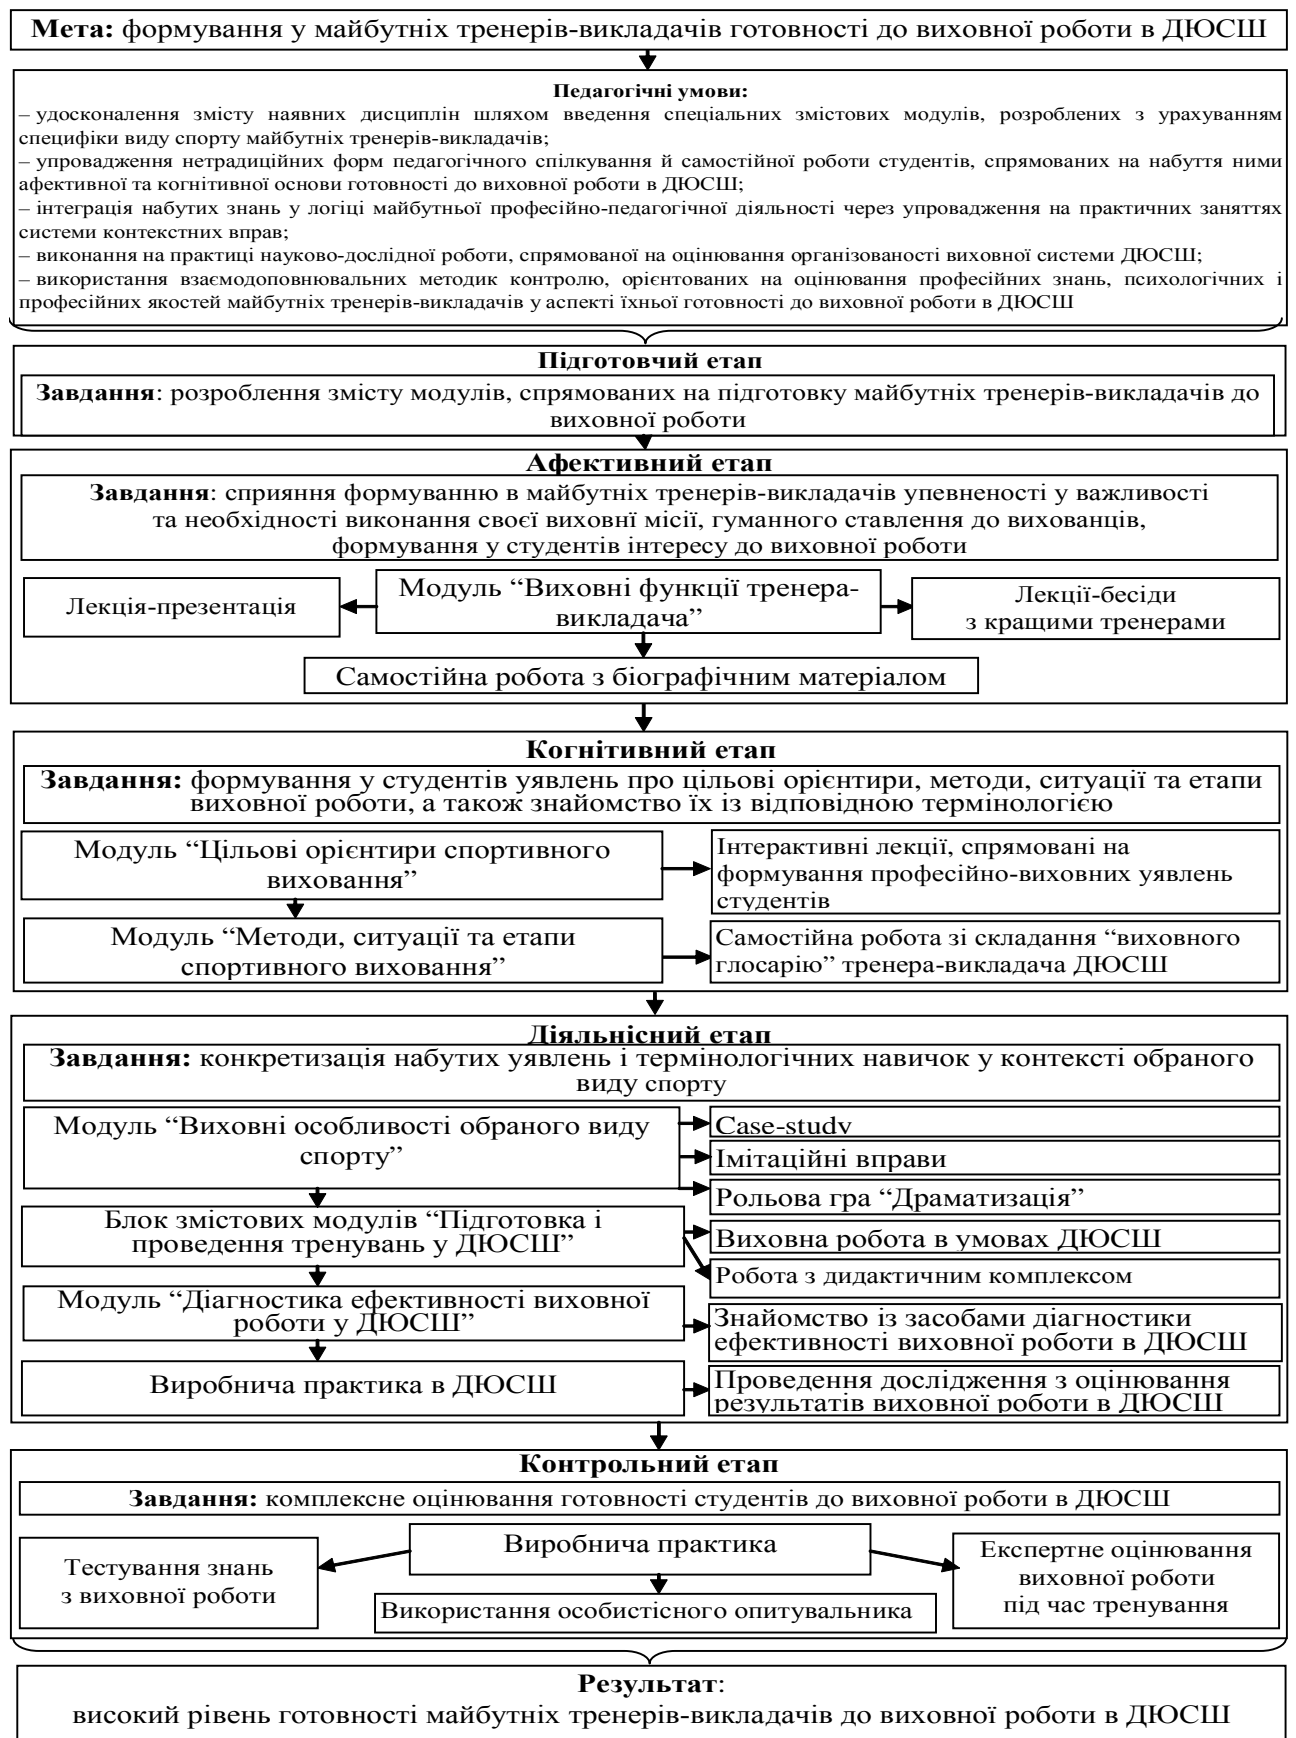 Мета: формування у майбутніх тренерів-викладачів готовності до виховної роботи в ДЮСШ
Педагогічні умови:
– удосконалення змісту наявних дисциплін шляхом введення спеціальних змістових модулів, розроблених з урахуванням
специфіки виду спорту майбутніх тренерів-викладачів;
– упровадження нетрадиційних форм педагогічного спілкування й самостійної роботи студентів, спрямованих на набуття ними
афективної та когнітивної основи готовності до виховної роботи в ДЮСШ;
– інтеграція набутих знань у логіці майбутньої професійно-педагогічної діяльності через упровадження на практичних заняттях
системи контекстних вправ;
– виконання на практиці науково-дослідної роботи, спрямованої на оцінювання організованості виховної системи ДЮСШ;
– використання взаємодоповнювальних методик контролю, орієнтованих на оцінювання професійних знань, психологічних і
професійних якостей майбутніх тренерів-викладачів у аспекті їхньої готовності до виховної роботи в ДЮСШ
Підготовчий етап
Завдання: розроблення змісту модулів, спрямованих на підготовку майбутніх тренерів-викладачів до
виховної роботи
Афективний етап
Завдання: сприяння формуванню в майбутніх тренерів-викладачів упевненості у важливості
та необхідності виконання своєї виховнї місії, гуманного ставлення до вихованців,
формування у студентів інтересу до виховної роботи
Лекція-презентація
Модуль “Виховні функції тренера-
викладача”
Лекції-бесіди
з кращими тренерами
Самостійна робота з біографічним матеріалом
Когнітивний етап
Завдання: формування у студентів уявлень про цільові орієнтири, методи, ситуації та етапи
виховної роботи, а також знайомство їх із відповідною термінологією
Модуль “Цільові орієнтири спортивного
виховання”
Інтерактивні лекції, спрямовані на
формування професійно-виховних уявлень
студентів
Модуль “Методи, ситуації та етапи
спортивного виховання”
Самостійна робота зі складання “виховного
глосарію” тренера-викладача ДЮСШ
Діяльнісний етап
Завдання: конкретизація набутих уявлень і термінологічних навичок у контексті обраного
виду спорту
Модуль “Виховні особливості обраного виду
спорту”
Case-study
Імітаційні вправи
Рольова гра “Драматизація”
Блок змістових модулів “Підготовка і
проведення тренувань у ДЮСШ”
Виховна робота в умовах ДЮСШ
Робота з дидактичним комплексом
Модуль “Діагностика ефективності виховної
роботи у ДЮСШ”
Знайомство із засобами діагностики
ефективності виховної роботи в ДЮСШ
Виробнича практика в ДЮСШ
Проведення дослідження з оцінювання
результатів виховної роботи в ДЮСШ
Контрольний етап
Завдання: комплексне оцінювання готовності студентів до виховної роботи в ДЮСШ
Тестування знань
з виховної роботи
Виробнича практика
Використання особистісного опитувальника
Експертне оцінювання
виховної роботи
під час тренування
Результат:
високий рівень готовності майбутніх тренерів-викладачів до виховної роботи в ДЮСШ